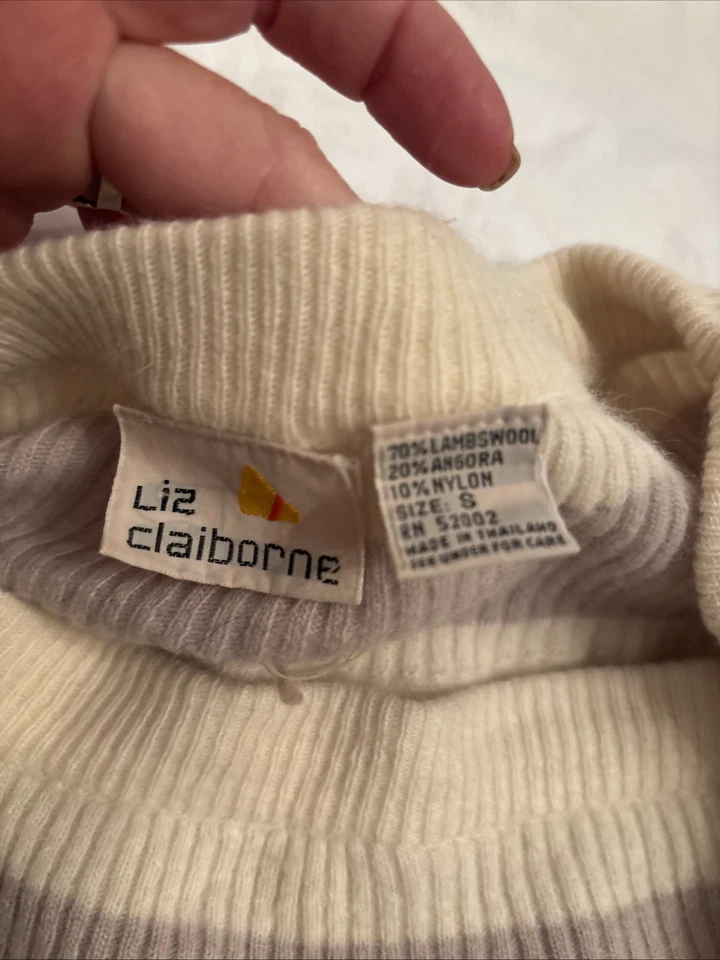 Liz
claiborne
70% LAMBSWOOL
20% ANGORA
10% NYLON
SIZE: S
RN 52002
MADE IN THAILAND
SEE UNDER FOR CARE